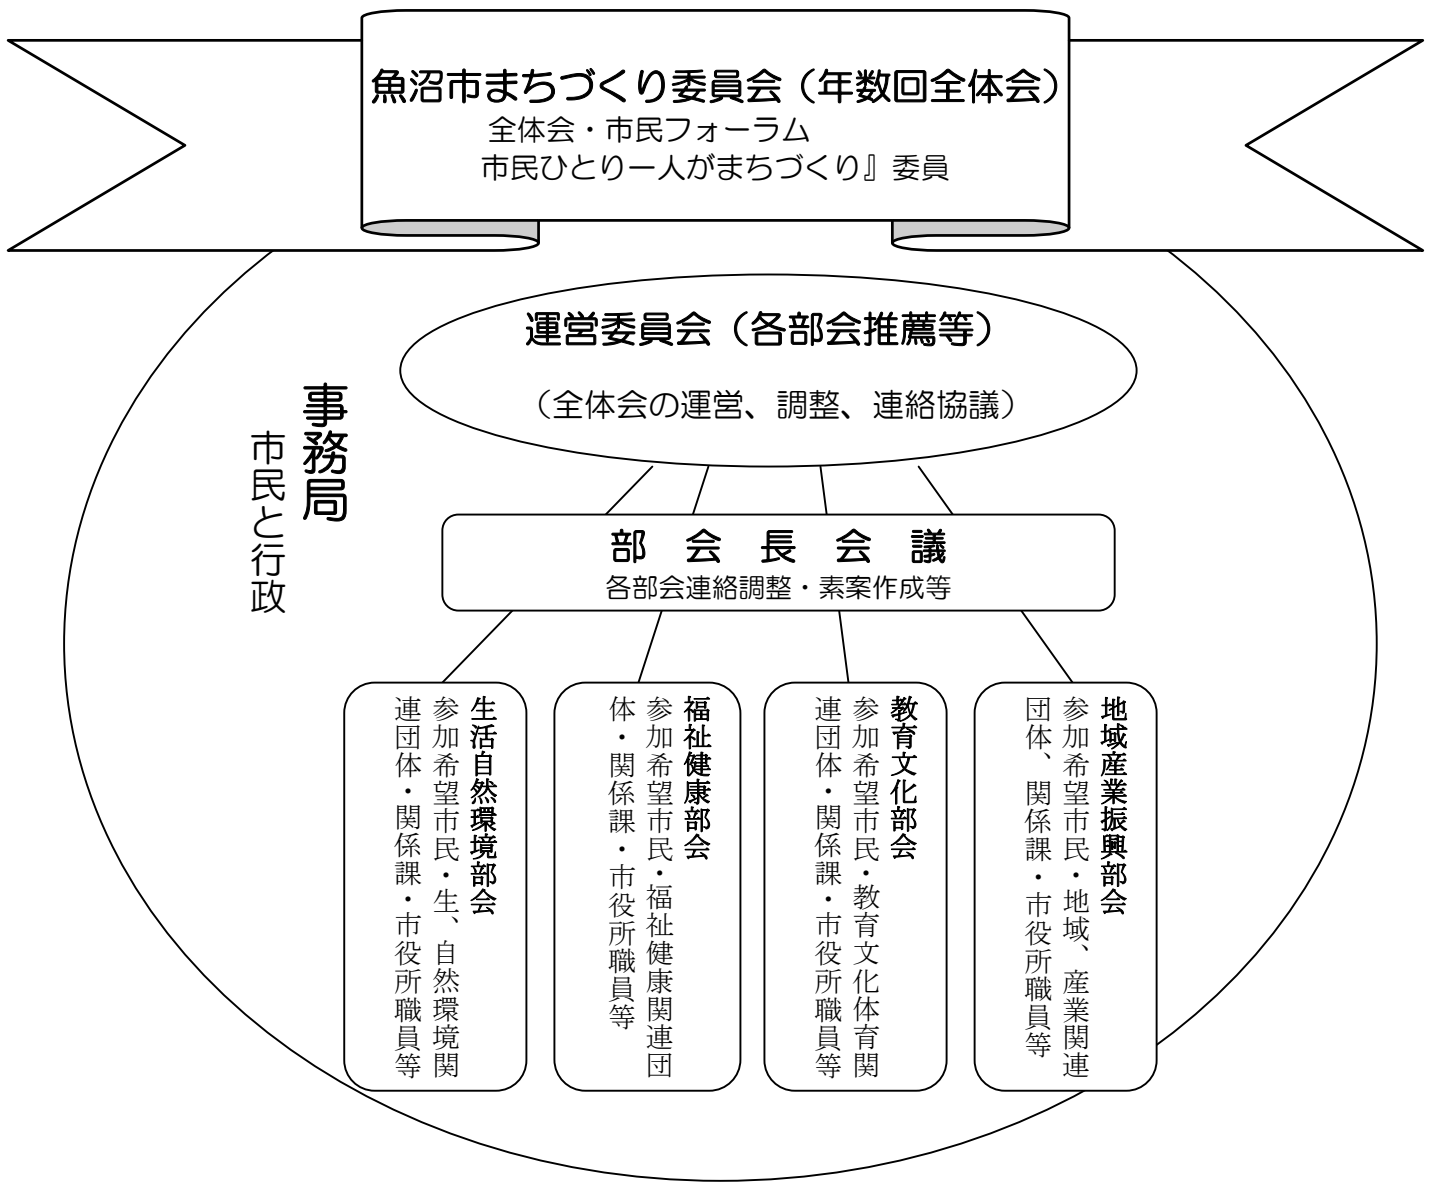 魚沼市まちづくり委員会（年数回全体会）
全体会・市民フォーラム
市民ひとり一人がまちづくり』委員
運営委員会（各部会推薦等）
（全体会の運営、調整、連絡協議）
事務局
市民と行政
部　会　長　会　議
各部会連絡調整・素案作成等
地域産業振興部会
参加希望市民・地域、産業関連
団体、関係課・市役所職員等
教育文化部会
参加希望市民・教育文化体育関
連団体・関係課・市役所職員等
福祉健康部会
参加希望市民・福祉健康関連団
体・関係課・市役所職員等
生活自然環境部会
参加希望市民・生、自然環境関
連団体・関係課・市役所職員等